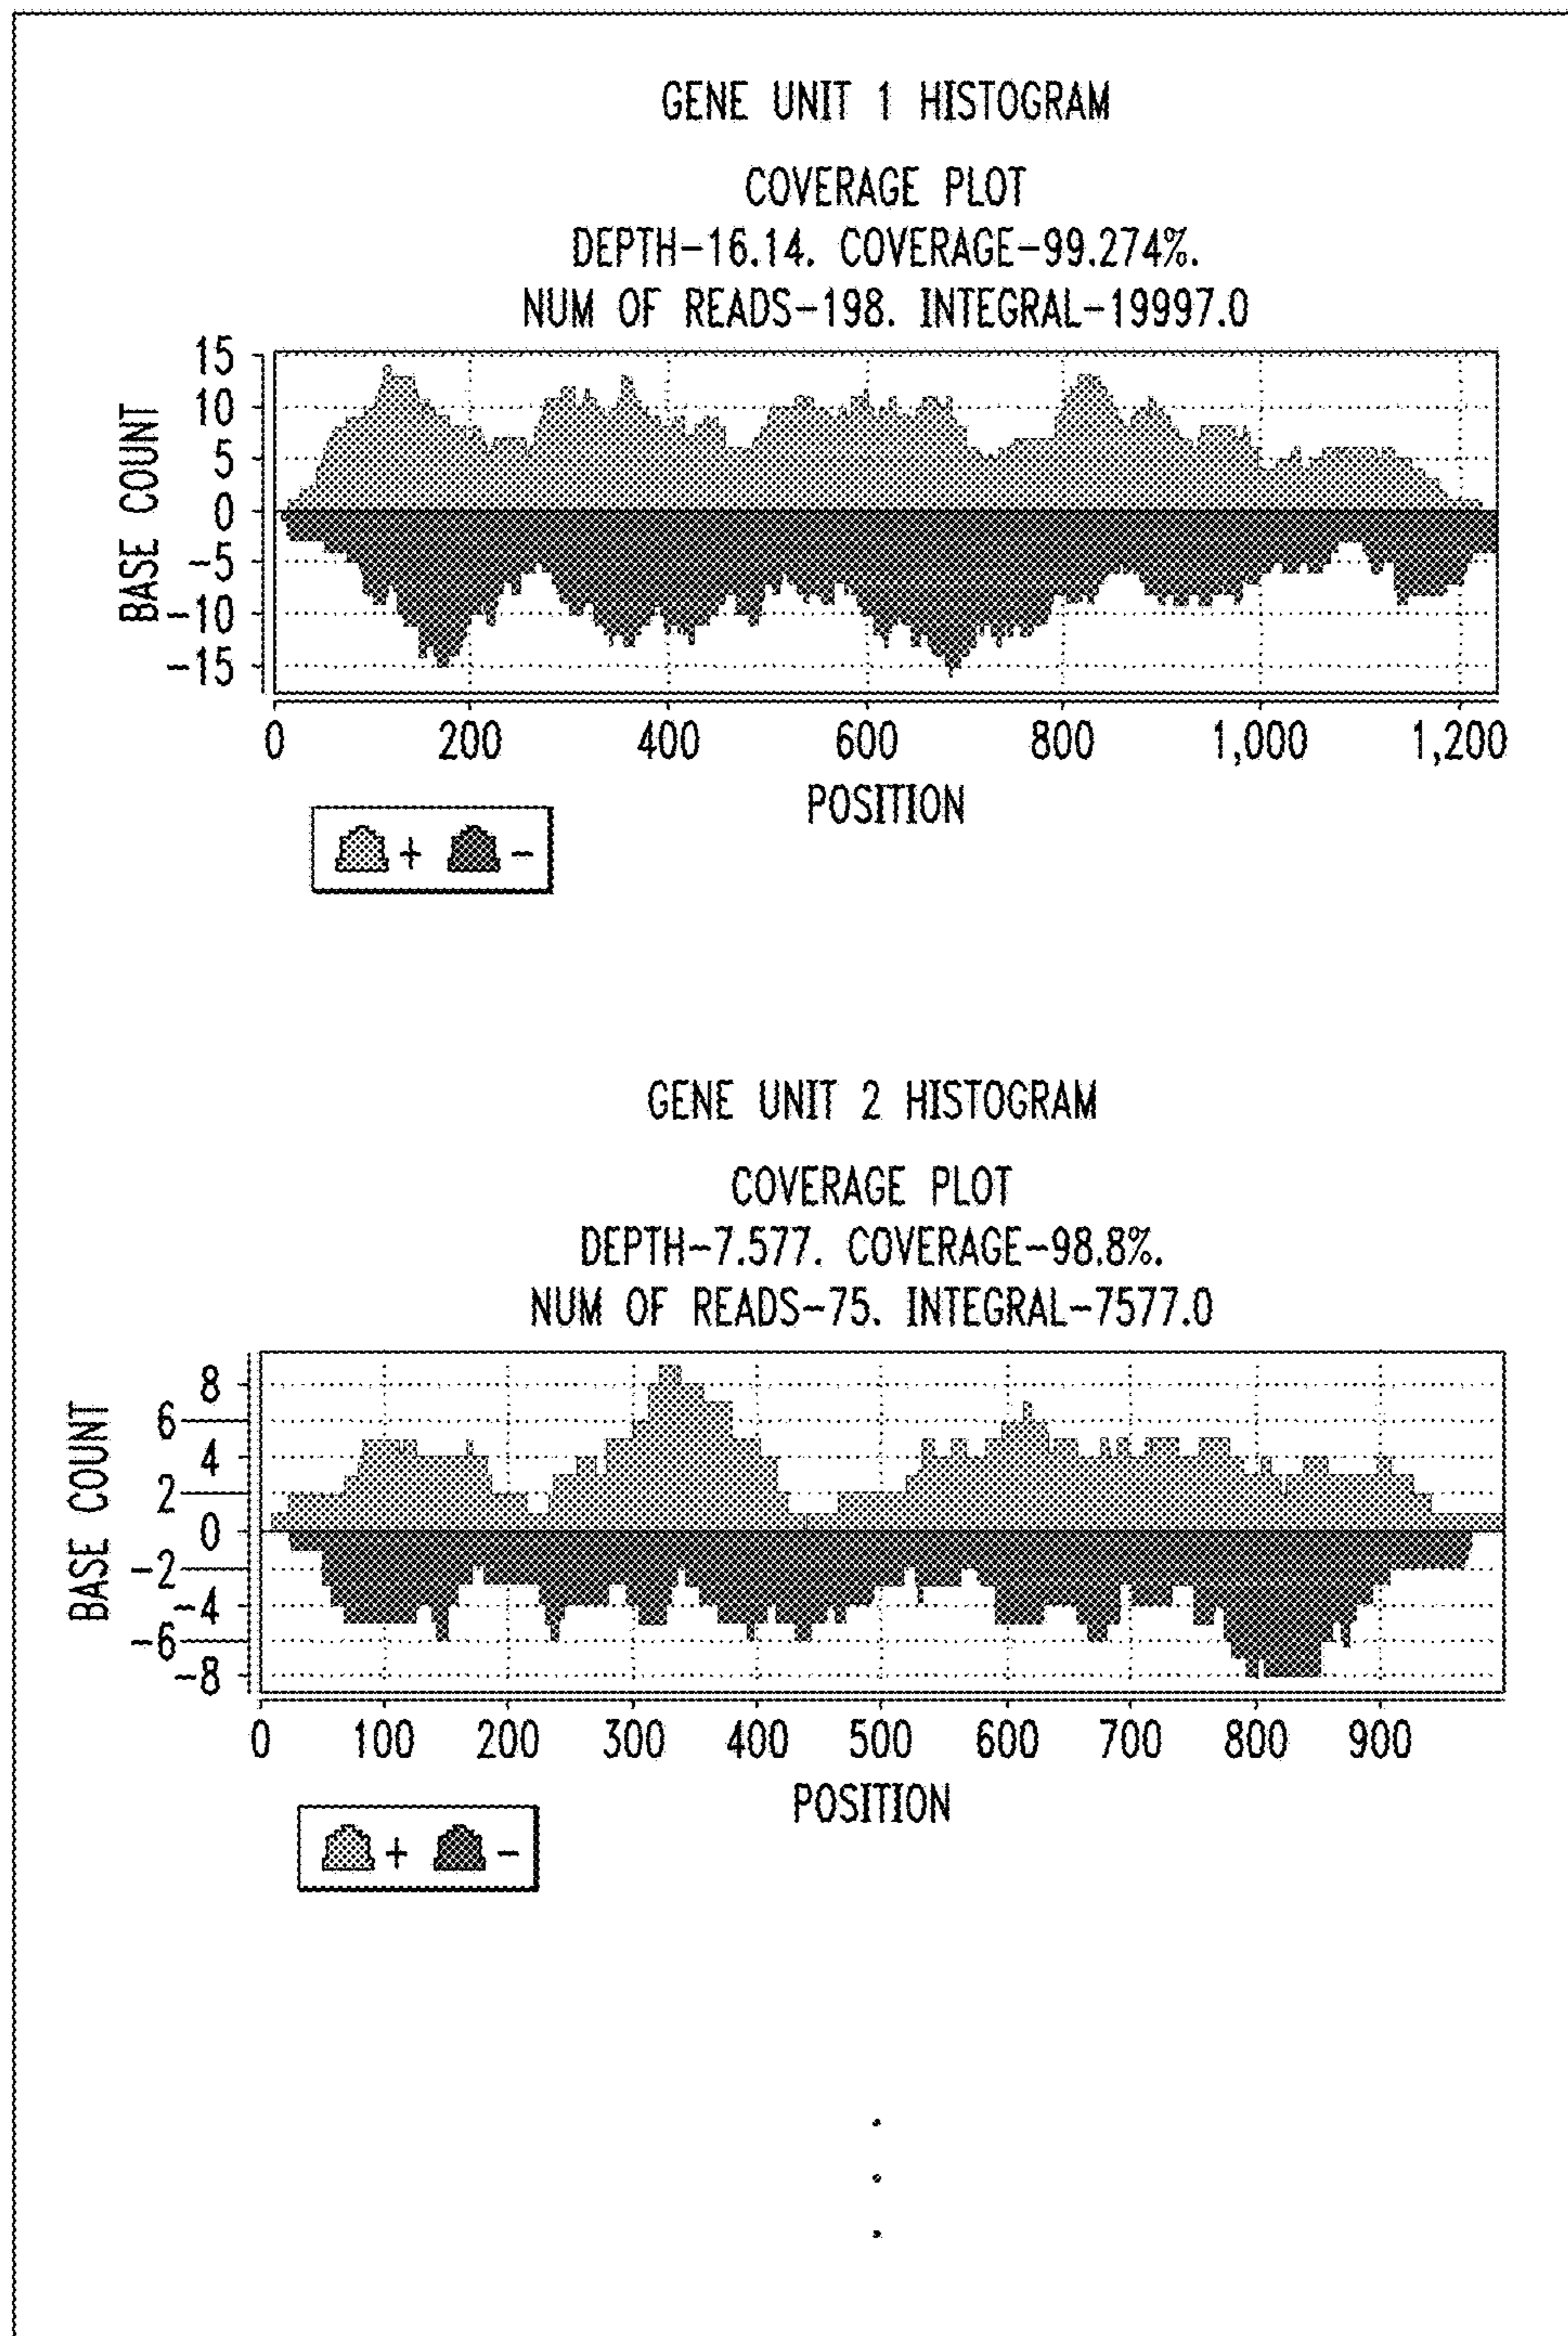 GENE UNIT 1 HISTOGRAM
COVERAGE PLOT
DEPTH-16.14. COVERAGE-99.274%.
NUM OF READS-198. INTEGRAL-19997.0
15
10
5
0
-5
-10
-15
BASE COUNT
0 200 400 600 800 1,000 1,200
POSITION
+ -
GENE UNIT 2 HISTOGRAM
COVERAGE PLOT
DEPTH-7.577. COVERAGE-98.8%.
NUM OF READS-75. INTEGRAL-7577.0
8
6
4
2
0
-2
-4
-6
-8
BASE COUNT
0 100 200 300 400 500 600 700 800 900
POSITION
+ -